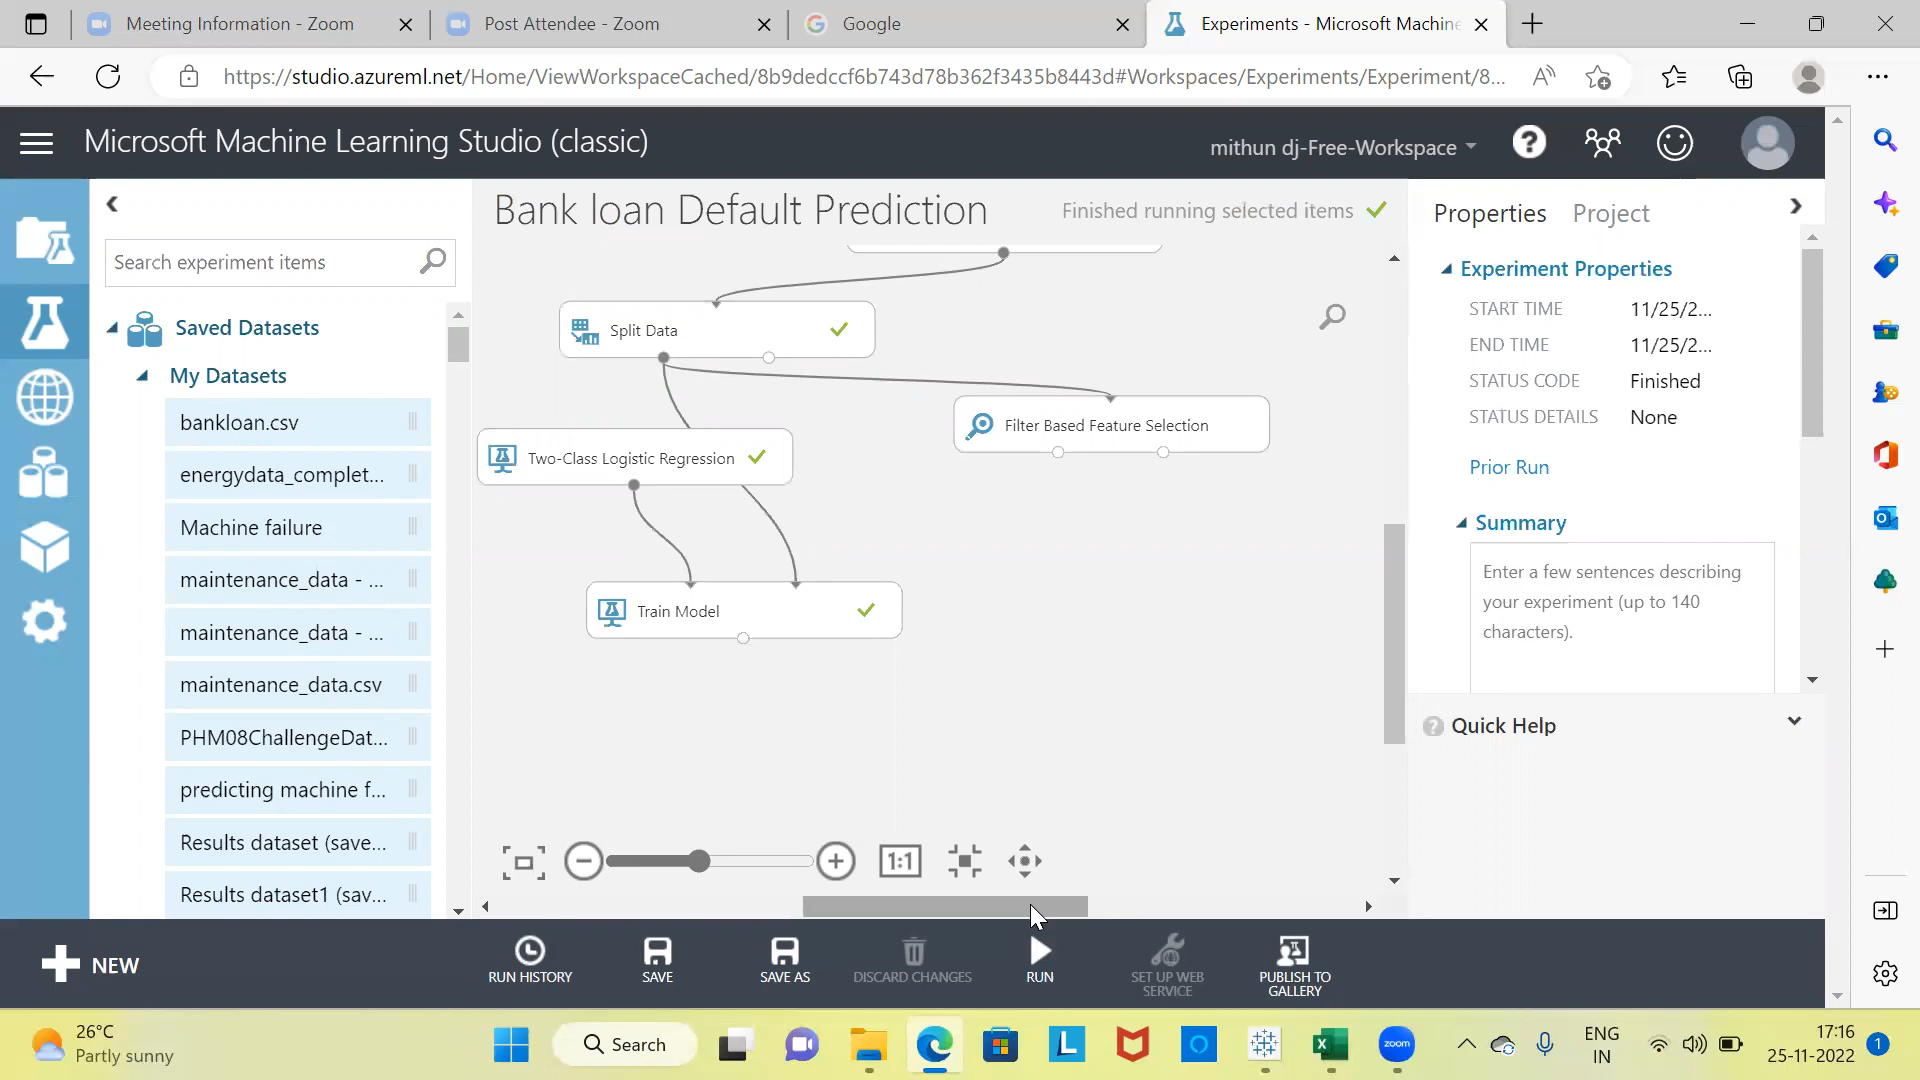 Meeting Information - Zoom
Post Attendee - Zoom
Google
Experiments - Microsoft Machine
https://studio.azureml.net/Home/ViewWorkspaceCached/8b9dedccf6b743d78b362f3435b8443d#Workspaces/Experiments/Experiment/8...
Microsoft Machine Learning Studio (classic)
mithun dj-Free-Workspace
Search experiment items
Saved Datasets
My Datasets
bankloan.csv
energydata_complet...
Machine failure
maintenance_data - ...
maintenance_data - ...
maintenance_data.csv
PHM08ChallengeDat...
predicting machine f...
Results dataset (save...
Results dataset1 (sav...
Bank loan Default Prediction
Finished running selected items
Split Data
Filter Based Feature Selection
Two-Class Logistic Regression
Train Model
1:1
Properties Project
Experiment Properties
START TIME 11/25/2...
END TIME 11/25/2...
STATUS CODE Finished
STATUS DETAILS None
Prior Run
Summary
Enter a few sentences describing
your experiment (up to 140
characters).
Quick Help
NEW
RUN HISTORY
SAVE
SAVE AS
DISCARD CHANGES
RUN
SET UP WEB
SERVICE
PUBLISH TO
GALLERY
26°C
Partly sunny
Search
zoom
ENG
IN
17:16
25-11-2022
1